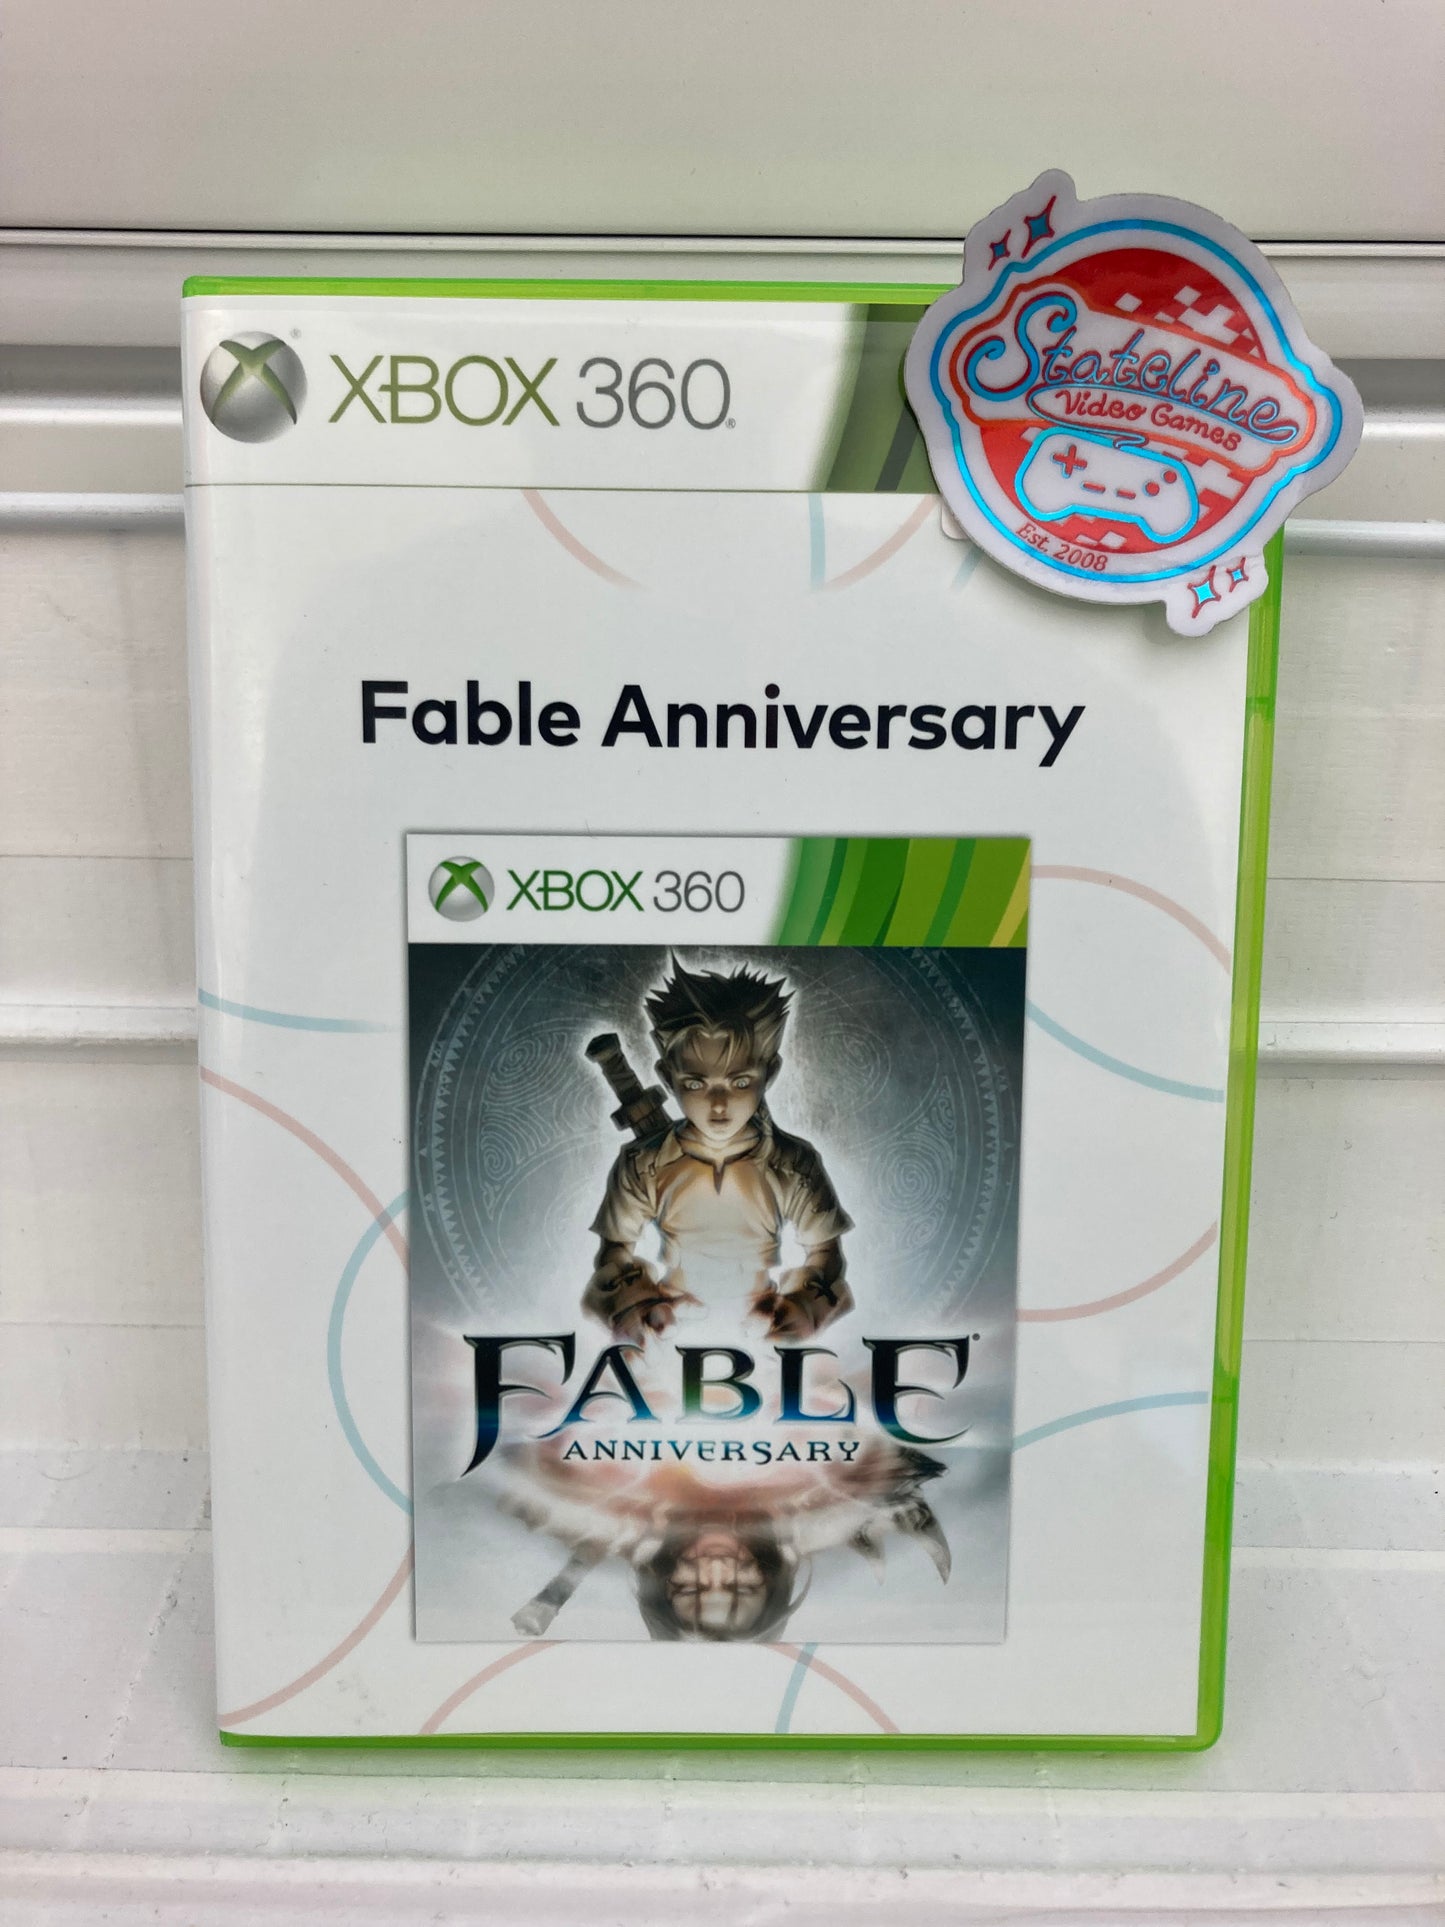 XBOX 360
Stateline
Video Games
Est. 2008
Fable Anniversary
XBOX 360
FABLE
ANNIVERSARY